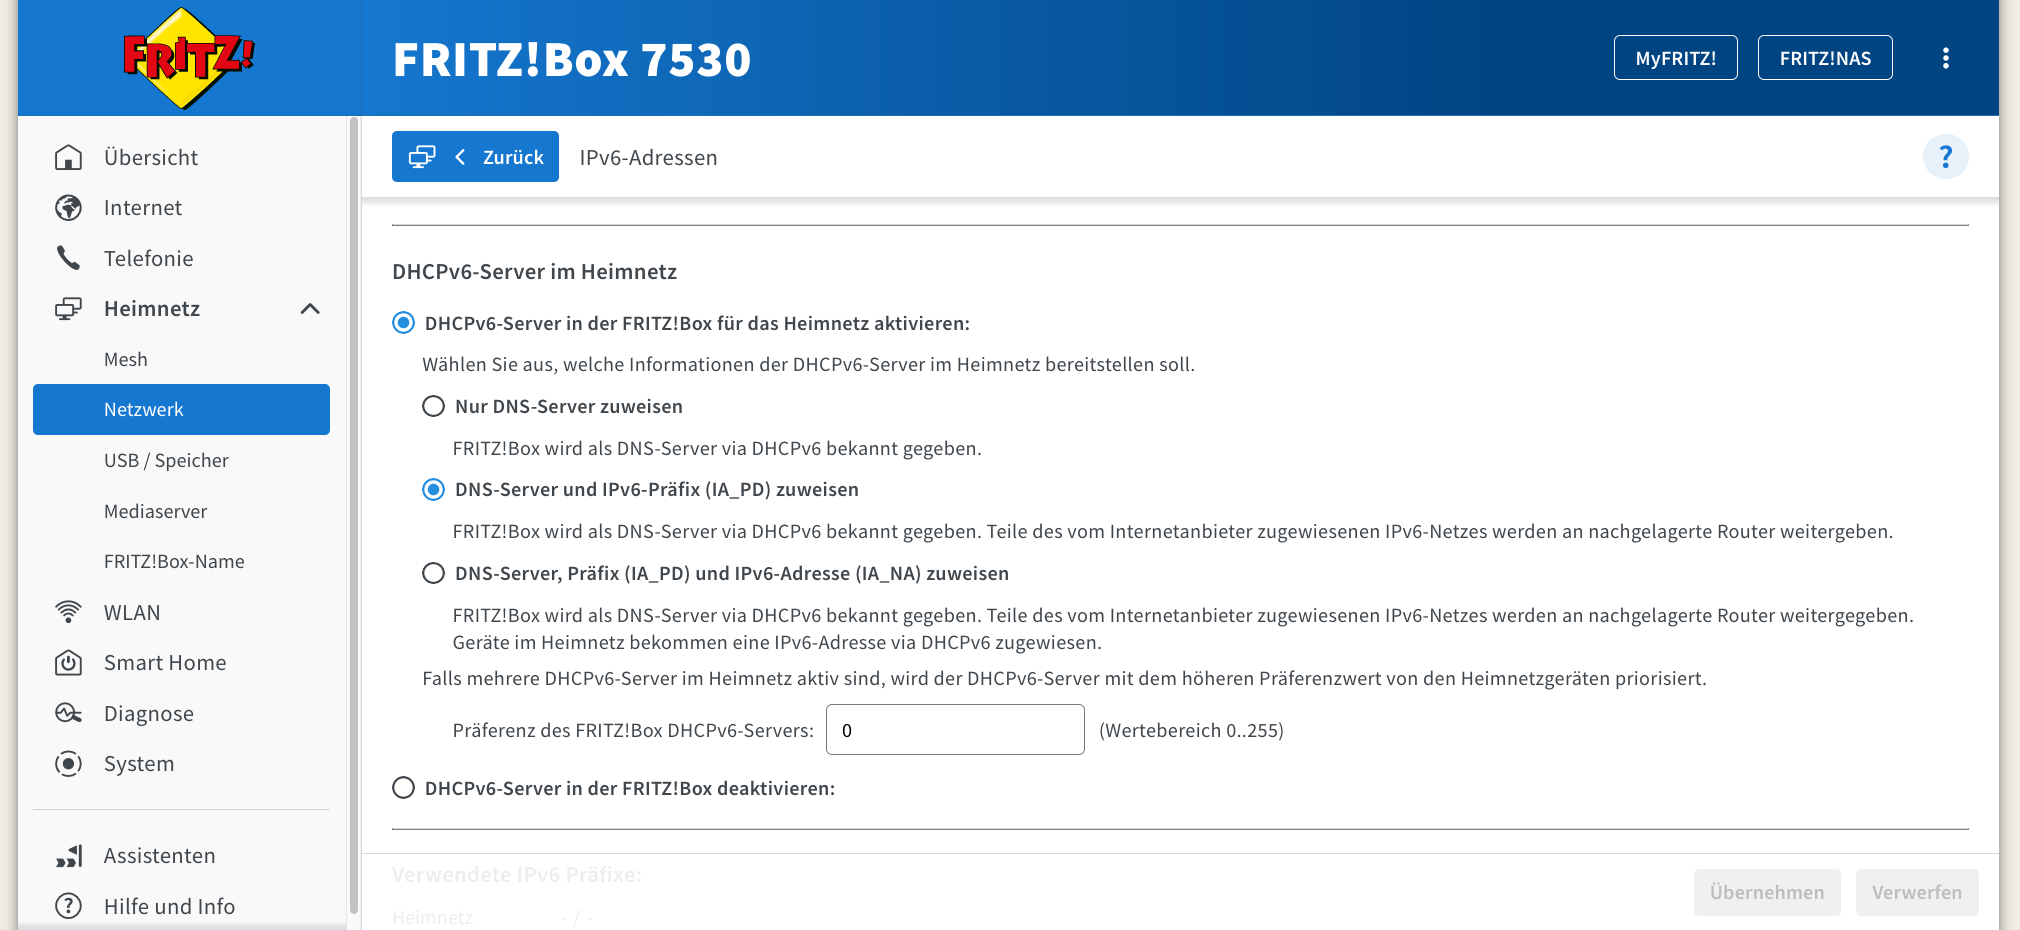 FRITZ!
FRITZ!Box 7530
MyFRITZ!
FRITZ!NAS
Übersicht
Internet
Telefonie
Heimnetz
Mesh
Netzwerk
USB / Speicher
Mediaserver
FRITZ!Box-Name
WLAN
Smart Home
Diagnose
System
Assistenten
Hilfe und Info
Zurück
IPv6-Adressen
?
DHCPv6-Server im Heimnetz
DHCPv6-Server in der FRITZ!Box für das Heimnetz aktivieren:
Wählen Sie aus, welche Informationen der DHCPv6-Server im Heimnetz bereitstellen soll.
Nur DNS-Server zuweisen
FRITZ!Box wird als DNS-Server via DHCPv6 bekannt gegeben.
DNS-Server und IPv6-Präfix (IA_PD) zuweisen
FRITZ!Box wird als DNS-Server via DHCPv6 bekannt gegeben. Teile des vom Internetanbieter zugewiesenen IPv6-Netzes werden an nachgelagerte Router weitergeben.
DNS-Server, Präfix (IA_PD) und IPv6-Adresse (IA_NA) zuweisen
FRITZ!Box wird als DNS-Server via DHCPv6 bekannt gegeben. Teile des vom Internetanbieter zugewiesenen IPv6-Netzes werden an nachgelagerte Router weitergegeben.
Geräte im Heimnetz bekommen eine IPv6-Adresse via DHCPv6 zugewiesen.
Falls mehrere DHCPv6-Server im Heimnetz aktiv sind, wird der DHCPv6-Server mit dem höheren Präferenzwert von den Heimnetzgeräten priorisiert.
Präferenz des FRITZ!Box DHCPv6-Servers: 0 (Wertebereich 0..255)
DHCPv6-Server in der FRITZ!Box deaktivieren:
Verwendete IPv6 Präfixe:
Heimnetz - / -
Übernehmen
Verwerfen